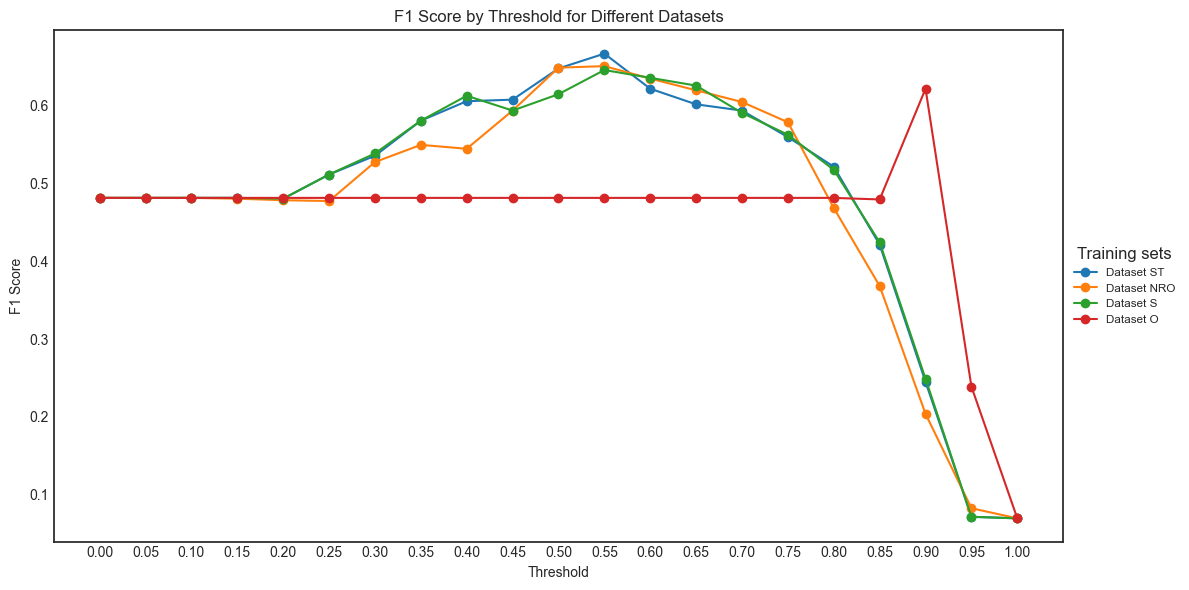 F1 Score by Threshold for Different Datasets
F1 Score
0.6
0.5
0.4
0.3
0.2
0.1
0.00 0.05 0.10 0.15 0.20 0.25 0.30 0.35 0.40 0.45 0.50 0.55 0.60 0.65 0.70 0.75 0.80 0.85 0.90 0.95 1.00
Threshold
Training sets
Dataset ST
Dataset NRO
Dataset S
Dataset O